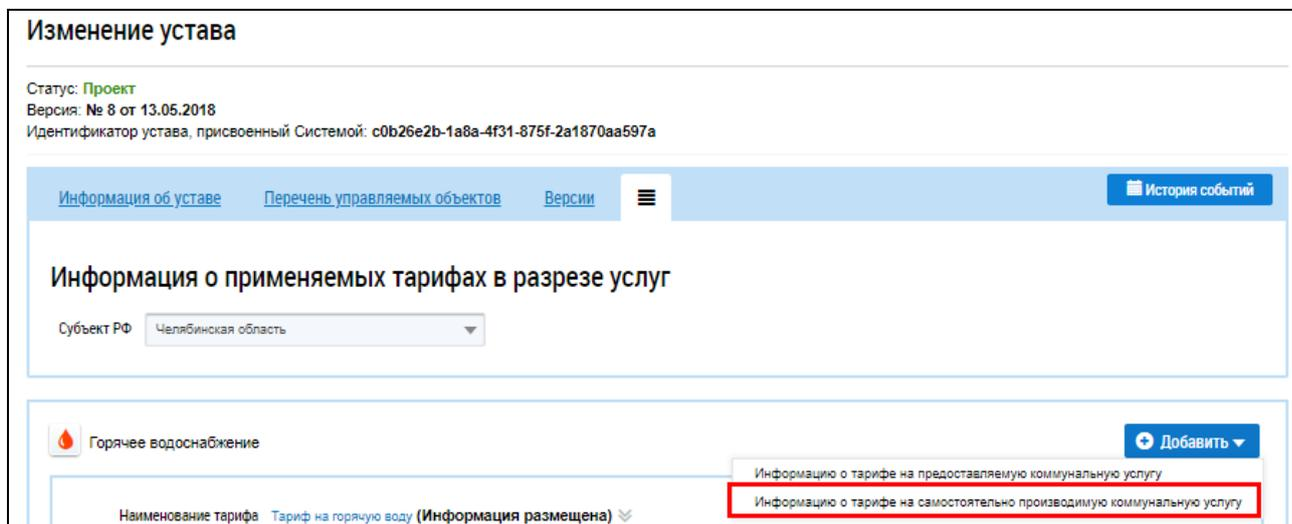 Изменение устава
Статус: Проект
Версия: № 8 от 13.05.2018
Идентификатор устава, присвоенный Системой: c0b26e2b-1a8a-4f31-875f-2a1870aa597a
Информация об уставе Перечень управляемых объектов Версии История событий
Информация о применяемых тарифах в разрезе услуг
Субъект РФ Челябинская область
Горячее водоснабжение Добавить
Информацию о тарифе на предоставляемую коммунальную услугу
Информацию о тарифе на самостоятельно производимую коммунальную услугу
Наименование тарифа Тариф на горячую воду (Информация размещена)